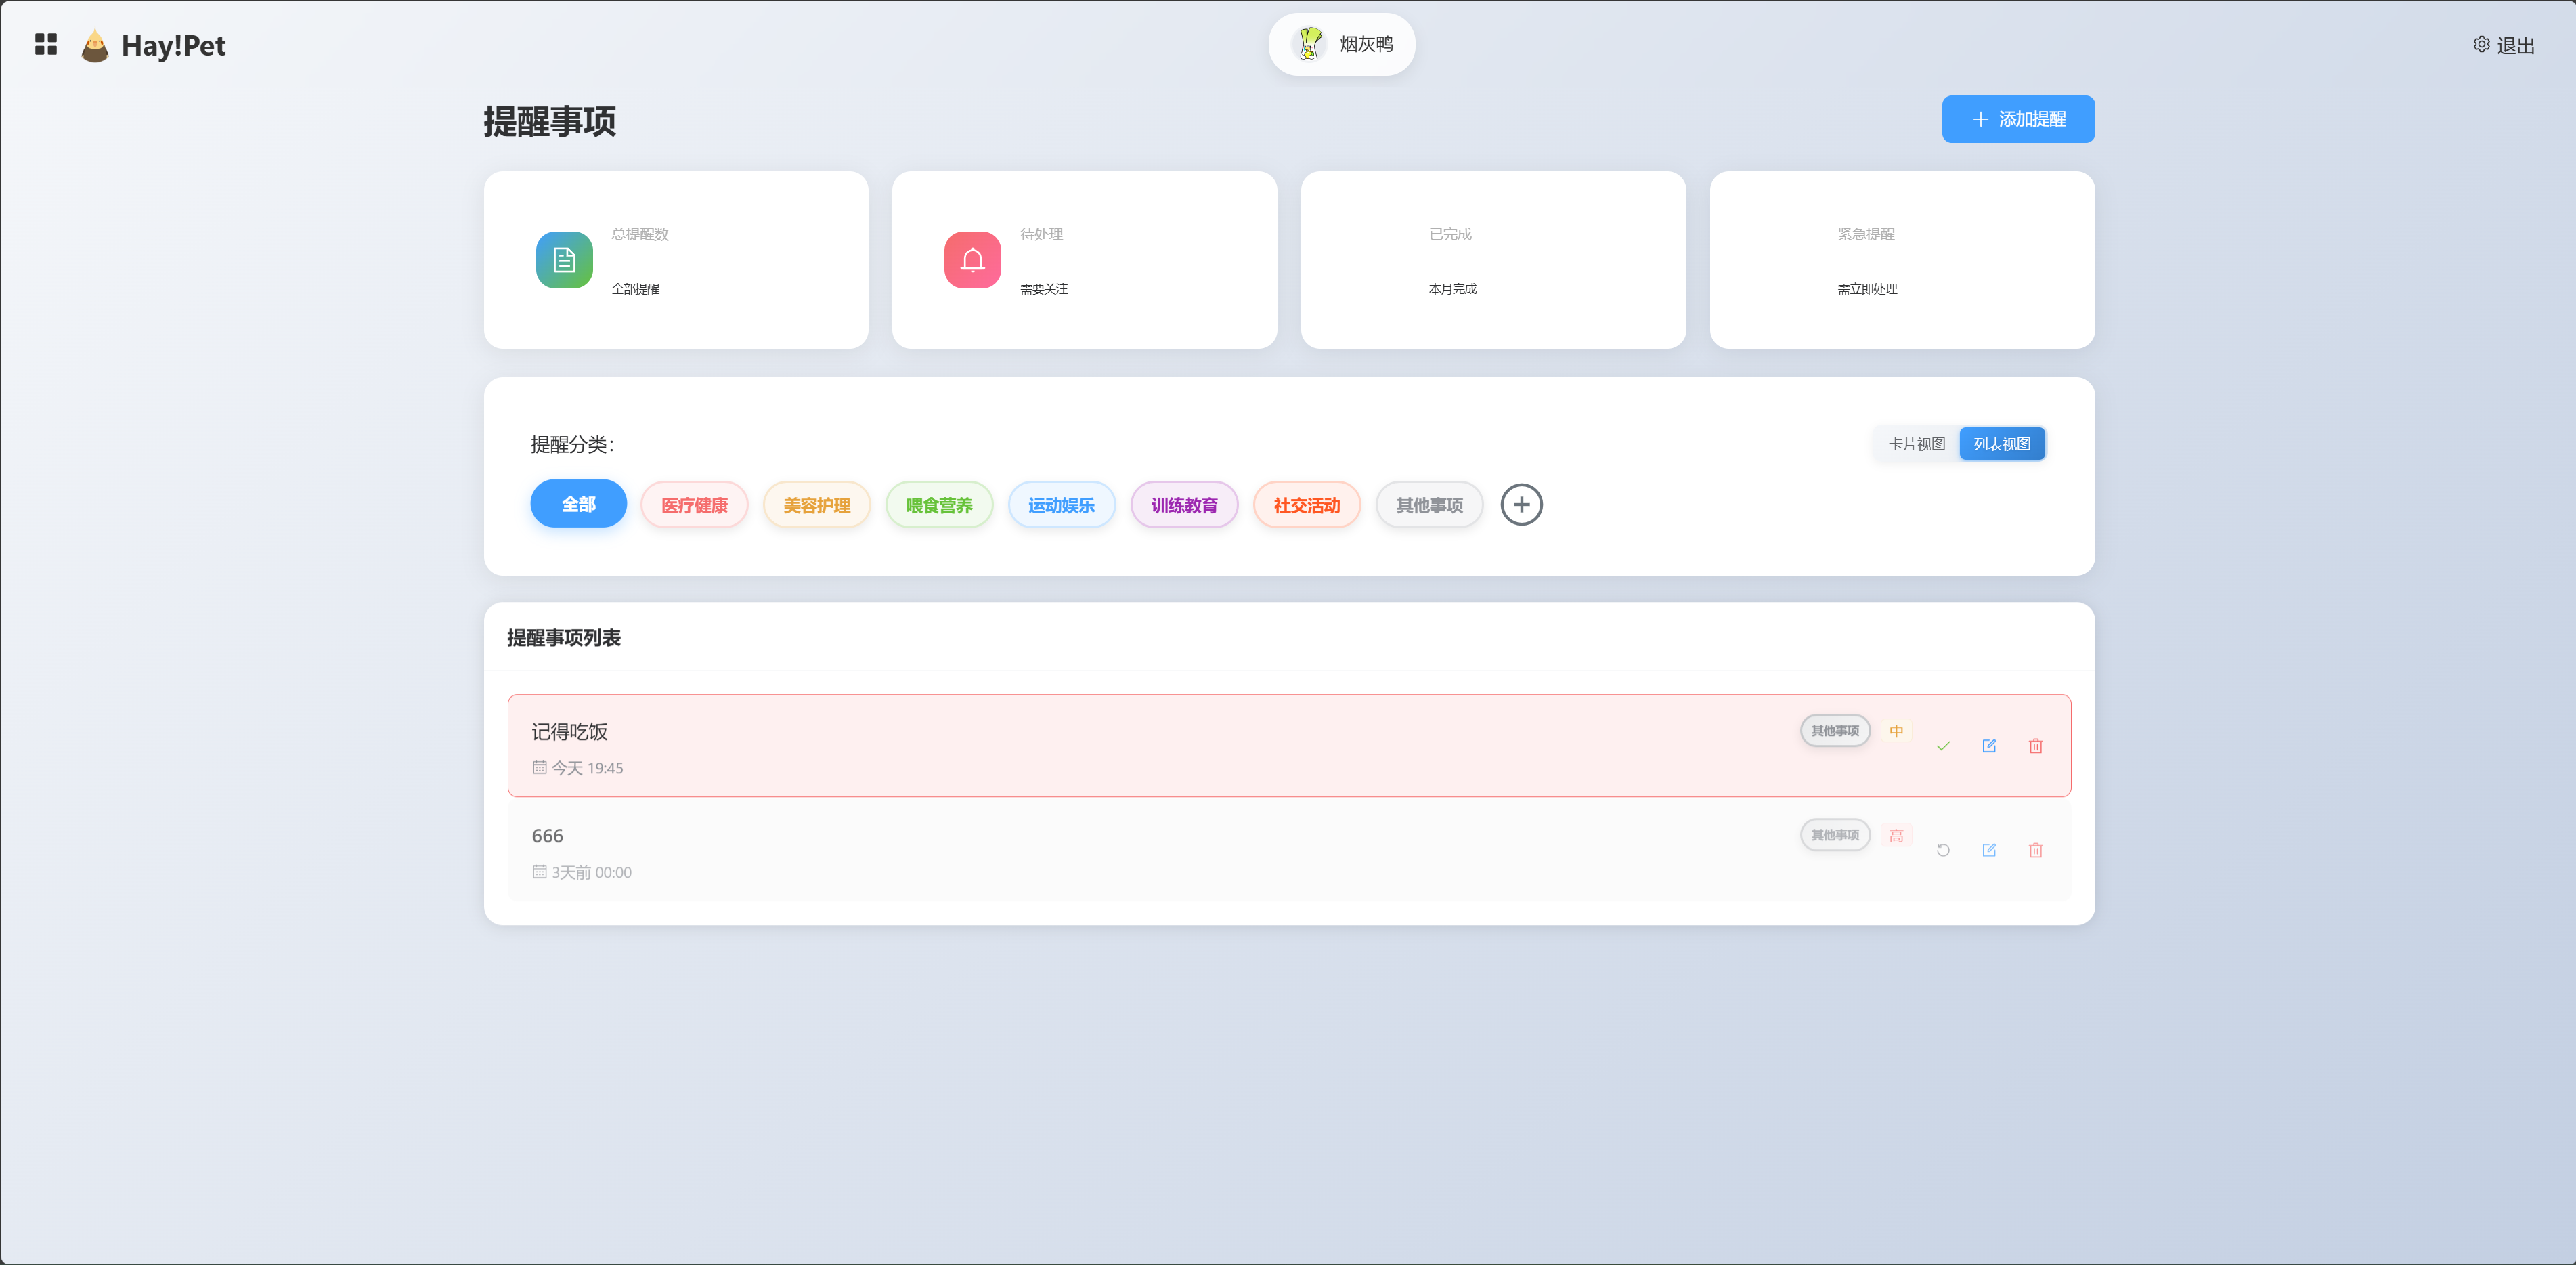 Hay!Pet
烟灰鸭
退出
提醒事项
添加提醒
总提醒数
全部提醒
待处理
需要关注
已完成
本月完成
紧急提醒
需立即处理
提醒分类：
卡片视图
列表视图
全部
医疗健康
美容护理
喂食营养
运动娱乐
训练教育
社交活动
其他事项
提醒事项列表
记得吃饭
其他事项
中
今天 19:45
666
其他事项
高
3天前 00:00